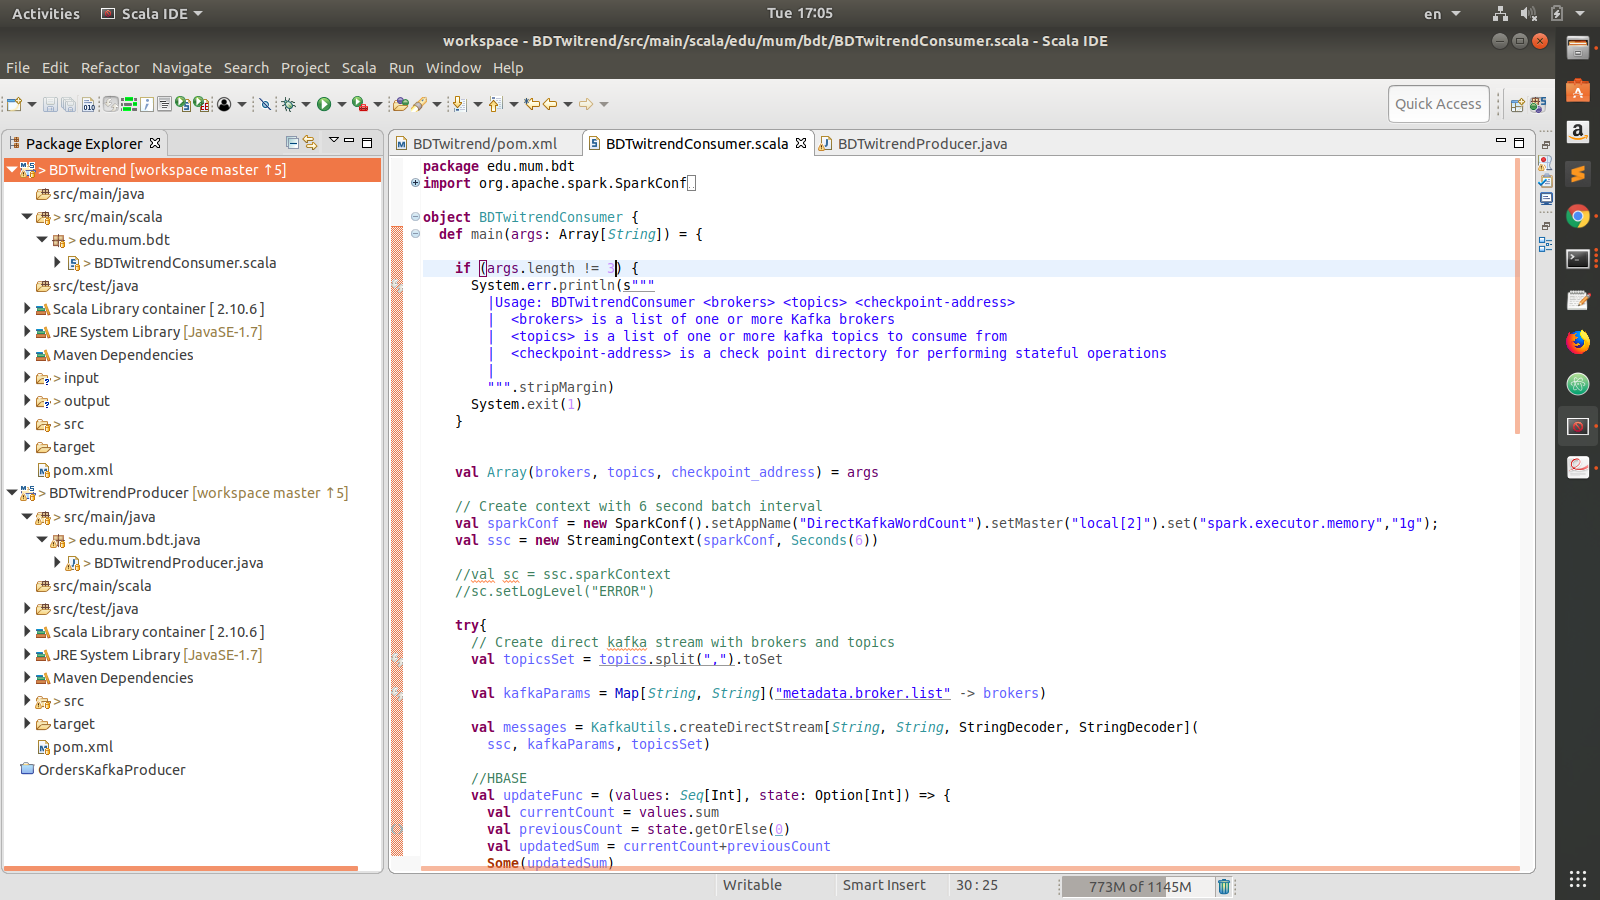 Activities Scala IDE Tue 17:05 en
workspace - BDTwitrend/src/main/scala/edu/mum/bdt/BDTwitrendConsumer.scala - Scala IDE
File Edit Refactor Navigate Search Project Scala Run Window Help
Quick Access
Package Explorer
> BDTwitrend [workspace master ↑5]
src/main/java
> src/main/scala
> edu.mum.bdt
> BDTwitrendConsumer.scala
src/test/java
Scala Library container [ 2.10.6 ]
JRE System Library [JavaSE-1.7]
Maven Dependencies
> input
> output
> src
target
pom.xml
> BDTwitrendProducer [workspace master ↑5]
> src/main/java
> edu.mum.bdt.java
> BDTwitrendProducer.java
src/main/scala
src/test/java
Scala Library container [ 2.10.6 ]
JRE System Library [JavaSE-1.7]
Maven Dependencies
> src
target
pom.xml
OrdersKafkaProducer
BDTwitrend/pom.xml BDTwitrendConsumer.scala BDTwitrendProducer.java
package edu.mum.bdt
import org.apache.spark.SparkConf
object BDTwitrendConsumer {
def main(args: Array[String]) = {
if (args.length != 3) {
System.err.println(s"""
|Usage: BDTwitrendConsumer <brokers> <topics> <checkpoint-address>
| <brokers> is a list of one or more Kafka brokers
| <topics> is a list of one or more kafka topics to consume from
| <checkpoint-address> is a check point directory for performing stateful operations
|
""".stripMargin)
System.exit(1)
}
val Array(brokers, topics, checkpoint_address) = args
// Create context with 6 second batch interval
val sparkConf = new SparkConf().setAppName("DirectKafkaWordCount").setMaster("local[2]").set("spark.executor.memory","1g");
val ssc = new StreamingContext(sparkConf, Seconds(6))
//val sc = ssc.sparkContext
//sc.setLogLevel("ERROR")
try{
// Create direct kafka stream with brokers and topics
val topicsSet = topics.split(",").toSet
val kafkaParams = Map[String, String]("metadata.broker.list" -> brokers)
val messages = KafkaUtils.createDirectStream[String, String, StringDecoder, StringDecoder](
ssc, kafkaParams, topicsSet)
//HBASE
val updateFunc = (values: Seq[Int], state: Option[Int]) => {
val currentCount = values.sum
val previousCount = state.getOrElse(0)
val updatedSum = currentCount+previousCount
Some(updatedSum)
Writable Smart Insert 30 : 25 773M of 1145M